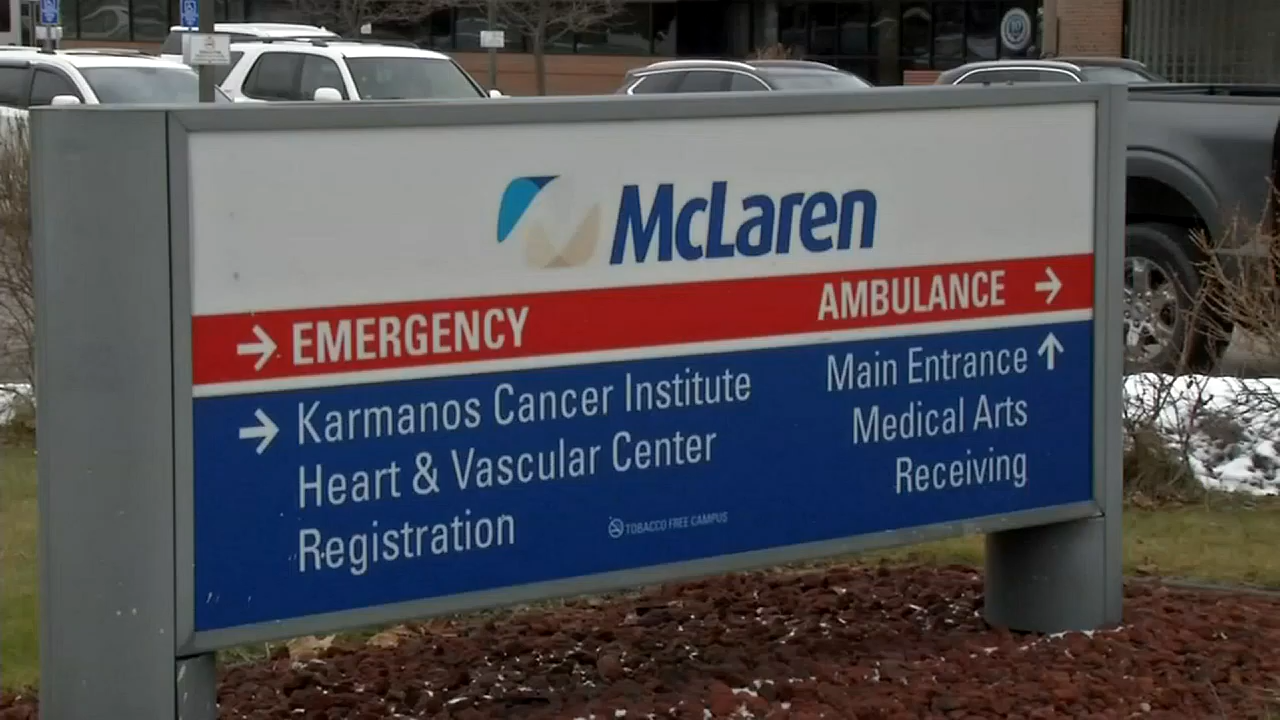 McLaren
EMERGENCY
AMBULANCE
Karmanos Cancer Institute
Heart & Vascular Center
Registration
Main Entrance
Medical Arts
Receiving
TOBACCO FREE CAMPUS